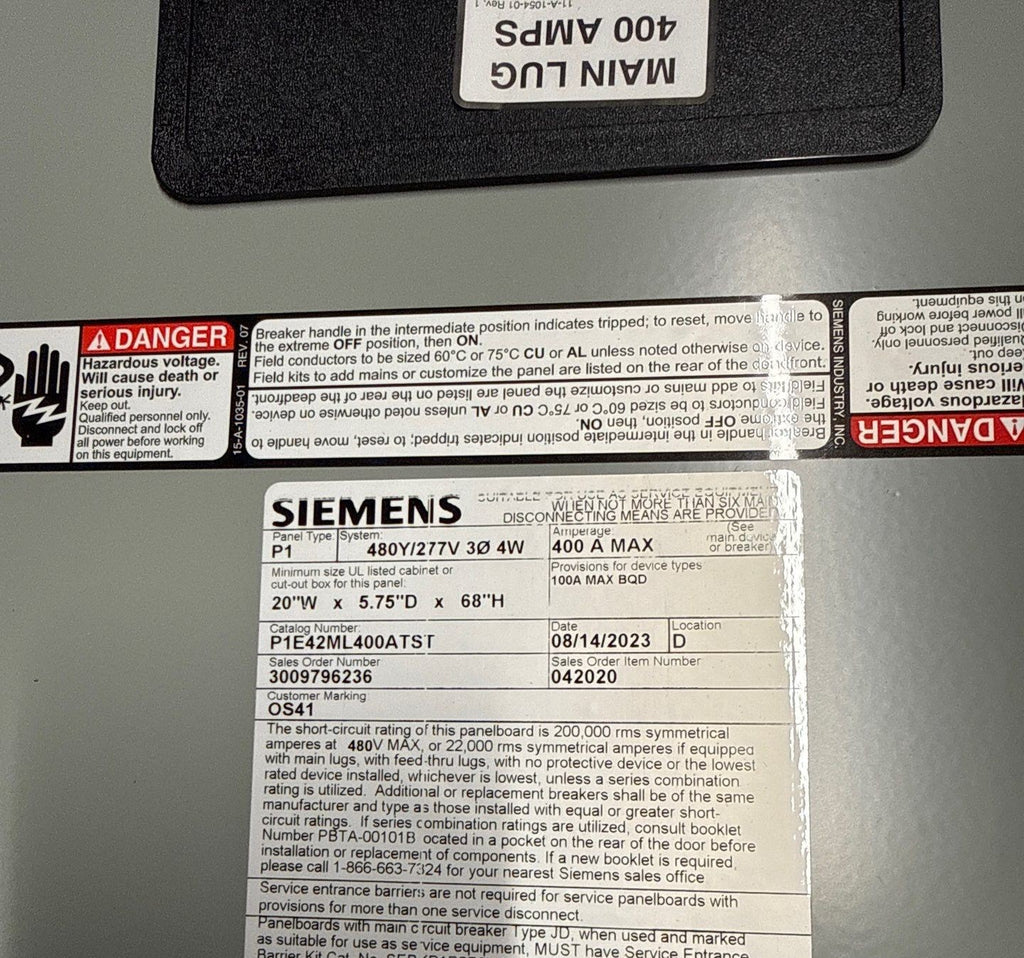 11-A-1054-01 Rev. 1
400 AMPS
MAIN LUG
DANGER
Hazardous voltage.
Will cause death or
serious injury.
Keep out.
Qualified personnel only.
Disconnect and lock off
all power before working
on this equipment.
15-A-1035-01 REV. 07
Breaker handle in the intermediate position indicates tripped; to reset, move handle to
the extreme OFF position, then ON.
Field conductors to be sized 60°C or 75°C CU or AL unless noted otherwise on device.
Field kits to add mains or customize the panel are listed on the rear of the deadfront.
Breaker handle in the intermediate position indicates tripped; to reset, move handle to
the extreme OFF position, then ON.
Field conductors to be sized 60°C or 75°C CU or AL unless noted otherwise on device.
Field kits to add mains or customize the panel are listed on the rear of the deadfront.
SIEMENS INDUSTRY, INC.
DANGER
Hazardous voltage.
Will cause death or
serious injury.
Keep out.
Qualified personnel only.
Disconnect and lock off
all power before working
on this equipment.
SIEMENS
SUITABLE FOR USE AS SERVICE
WHEN NOT MORE THAN SIX MAIN
DISCONNECTING MEANS ARE PROVIDED
Panel Type: System: Amperage: (See
main device
or breaker)
P1 480Y/277V 3Ø 4W 400 A MAX
Minimum size UL listed cabinet or
cut-out box for this panel:
20"W x 5.75"D x 68"H
Provisions for device types
100A MAX BQD
Catalog Number: Date Location
P1E42ML400ATST 08/14/2023 D
Sales Order Number Sales Order Item Number
3009796236 042020
Customer Marking
OS41
The short-circuit rating of this panelboard is 200,000 rms symmetrical
amperes at 480V MAX, or 22,000 rms symmetrical amperes if equipped
with main lugs, with feed-thru lugs, with no protective device or the lowest
rated device installed, whichever is lowest, unless a series combination
rating is utilized. Additional or replacement breakers shall be of the same
manufacturer and type as those installed with equal or greater short-
circuit ratings. If series combination ratings are utilized, consult booklet
Number PBTA-00101B ocated in a pocket on the rear of the door before
installation or replacement of components. If a new booklet is required,
please call 1-866-663-7324 for your nearest Siemens sales office
Service entrance barriers are not required for service panelboards with
provisions for more than one service disconnect.
Panelboards with main circuit breaker Type JD, when used and marked
as suitable for use as service equipment, MUST have Service Entrance
Barrier Kit Cat. No.